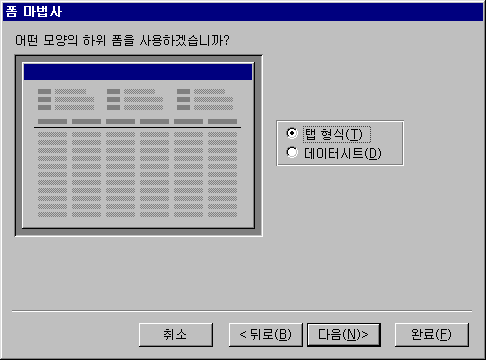 폼 마법사
어떤 모양의 하위 폼을 사용하겠습니까?
탭 형식(T)
데이터시트(D)
취소
< 뒤로(B)
다음(N)>
완료(F)